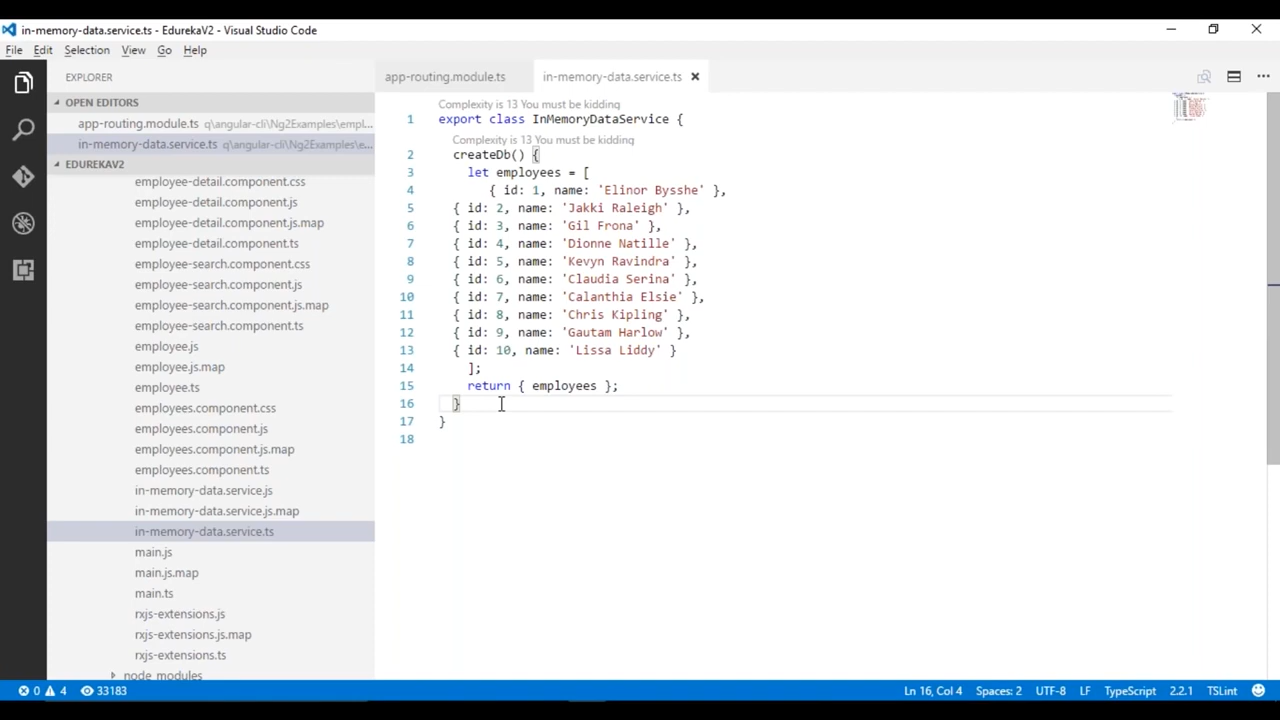 in-memory-data.service.ts - EdurekaV2 - Visual Studio Code
File Edit Selection View Go Help
EXPLORER
OPEN EDITORS
app-routing.module.ts q\angular-cli\Ng2Examples\empl...
in-memory-data.service.ts q\angular-cli\Ng2Examples\e...
EDUREKAV2
employee-detail.component.css
employee-detail.component.js
employee-detail.component.js.map
employee-detail.component.ts
employee-search.component.css
employee-search.component.js
employee-search.component.js.map
employee-search.component.ts
employee.js
employee.js.map
employee.ts
employees.component.css
employees.component.js
employees.component.js.map
employees.component.ts
in-memory-data.service.js
in-memory-data.service.js.map
in-memory-data.service.ts
main.js
main.js.map
main.ts
rxjs-extensions.js
rxjs-extensions.js.map
rxjs-extensions.ts
node_modules
app-routing.module.ts in-memory-data.service.ts
Complexity is 13 You must be kidding
1 export class InMemoryDataService {
Complexity is 13 You must be kidding
2 createDb() {
3 let employees = [
4 { id: 1, name: 'Elinor Bysshe' },
5 { id: 2, name: 'Jakki Raleigh' },
6 { id: 3, name: 'Gil Frona' },
7 { id: 4, name: 'Dionne Natille' },
8 { id: 5, name: 'Kevyn Ravindra' },
9 { id: 6, name: 'Claudia Serina' },
10 { id: 7, name: 'Calanthia Elsie' },
11 { id: 8, name: 'Chris Kipling' },
12 { id: 9, name: 'Gautam Harlow' },
13 { id: 10, name: 'Lissa Liddy' }
14 ];
15 return { employees };
16 }
17 }
18
0 4 33183 Ln 16, Col 4 Spaces: 2 UTF-8 LF TypeScript 2.2.1 TSLint